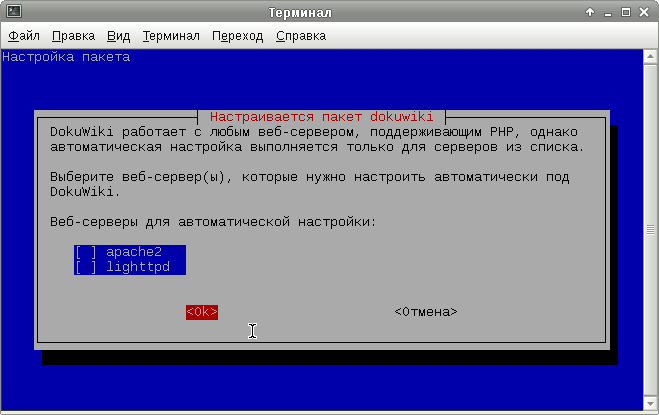 Терминал
Файл Правка Вид Терминал Переход Справка
Настройка пакета
Настраивается пакет dokuwiki
DokuWiki работает с любым веб-сервером, поддерживающим PHP, однако
автоматическая настройка выполняется только для серверов из списка.
Выберите веб-сервер(ы), которые нужно настроить автоматически под
DokuWiki.
Веб-серверы для автоматической настройки:
[ ] apache2
[ ] lighttpd
<Ok> <Отмена>